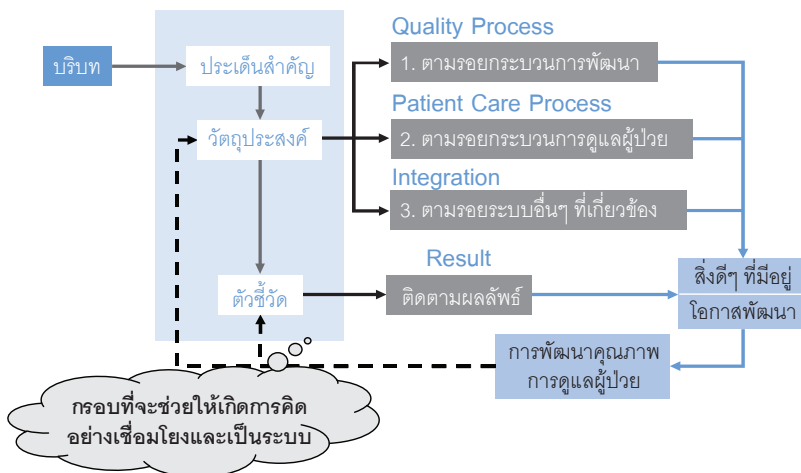 Quality Process
บริบท
ประเด็นสำคัญ
1. ตามรอยกระบวนการพัฒนา
Patient Care Process
วัตถุประสงค์
2. ตามรอยกระบวนการดูแลผู้ป่วย
Integration
3. ตามรอยระบบอื่นๆ ที่เกี่ยวข้อง
Result
ตัวชี้วัด
ติดตามผลลัพธ์
สิ่งดีๆ ที่มีอยู่
โอกาสพัฒนา
การพัฒนาคุณภาพ
การดูแลผู้ป่วย
กรอบที่จะช่วยให้เกิดการคิด
อย่างเชื่อมโยงและเป็นระบบ